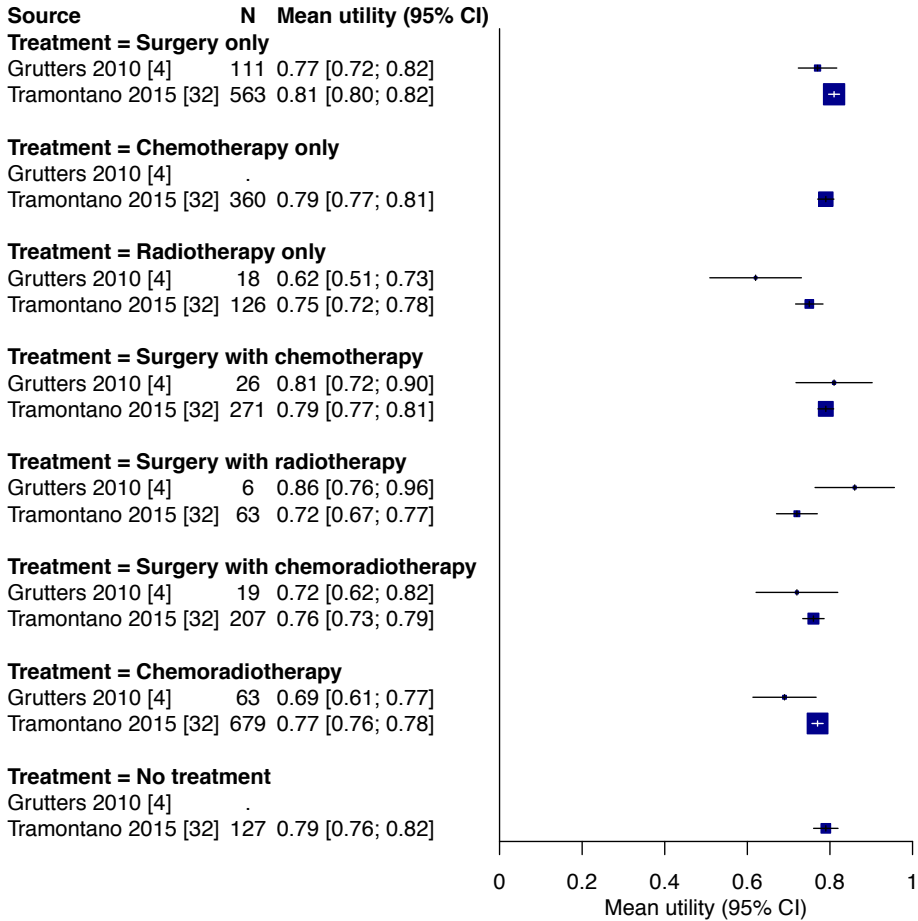 Source N Mean utility (95% CI)
Treatment = Surgery only
Grutters 2010 [4] 111 0.77 [0.72; 0.82]
Tramontano 2015 [32] 563 0.81 [0.80; 0.82]
Treatment = Chemotherapy only
Grutters 2010 [4] .
Tramontano 2015 [32] 360 0.79 [0.77; 0.81]
Treatment = Radiotherapy only
Grutters 2010 [4] 18 0.62 [0.51; 0.73]
Tramontano 2015 [32] 126 0.75 [0.72; 0.78]
Treatment = Surgery with chemotherapy
Grutters 2010 [4] 26 0.81 [0.72; 0.90]
Tramontano 2015 [32] 271 0.79 [0.77; 0.81]
Treatment = Surgery with radiotherapy
Grutters 2010 [4] 6 0.86 [0.76; 0.96]
Tramontano 2015 [32] 63 0.72 [0.67; 0.77]
Treatment = Surgery with chemoradiotherapy
Grutters 2010 [4] 19 0.72 [0.62; 0.82]
Tramontano 2015 [32] 207 0.76 [0.73; 0.79]
Treatment = Chemoradiotherapy
Grutters 2010 [4] 63 0.69 [0.61; 0.77]
Tramontano 2015 [32] 679 0.77 [0.76; 0.78]
Treatment = No treatment
Grutters 2010 [4] .
Tramontano 2015 [32] 127 0.79 [0.76; 0.82]
0 0.2 0.4 0.6 0.8 1
Mean utility (95% CI)